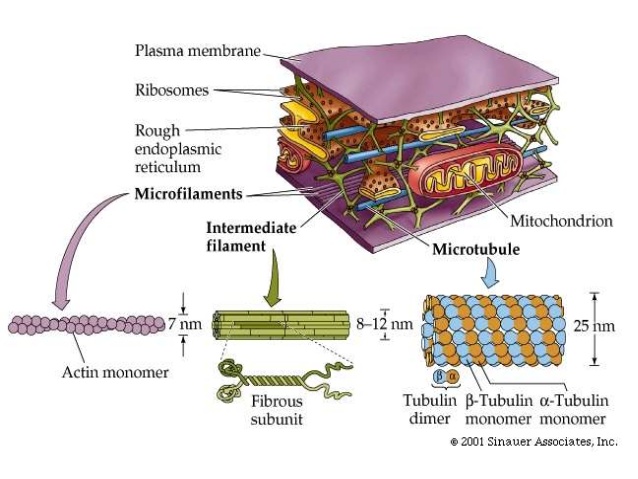 Plasma membrane
Ribosomes
Rough
endoplasmic
reticulum
Microfilaments
Intermediate
filament
Mitochondrion
Microtubule
7 nm
8–12 nm
25 nm
Actin monomer
Fibrous
subunit
β α
Tubulin
dimer
β-Tubulin
monomer
α-Tubulin
monomer
© 2001 Sinauer Associates, Inc.